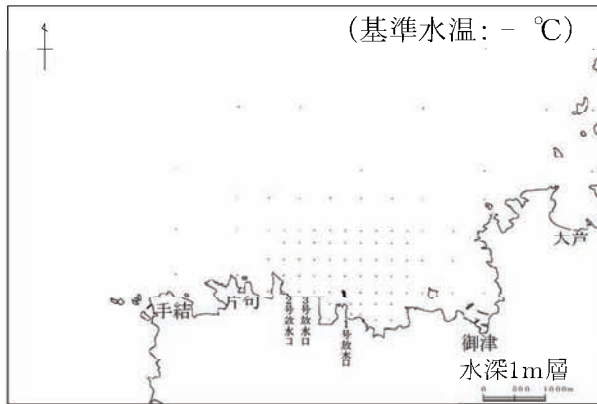 (基準水温: － ℃)
大芦
手結
片句
2号放水口
3号放水口
1号放水口
御津
水深1m層
0 500 1000m